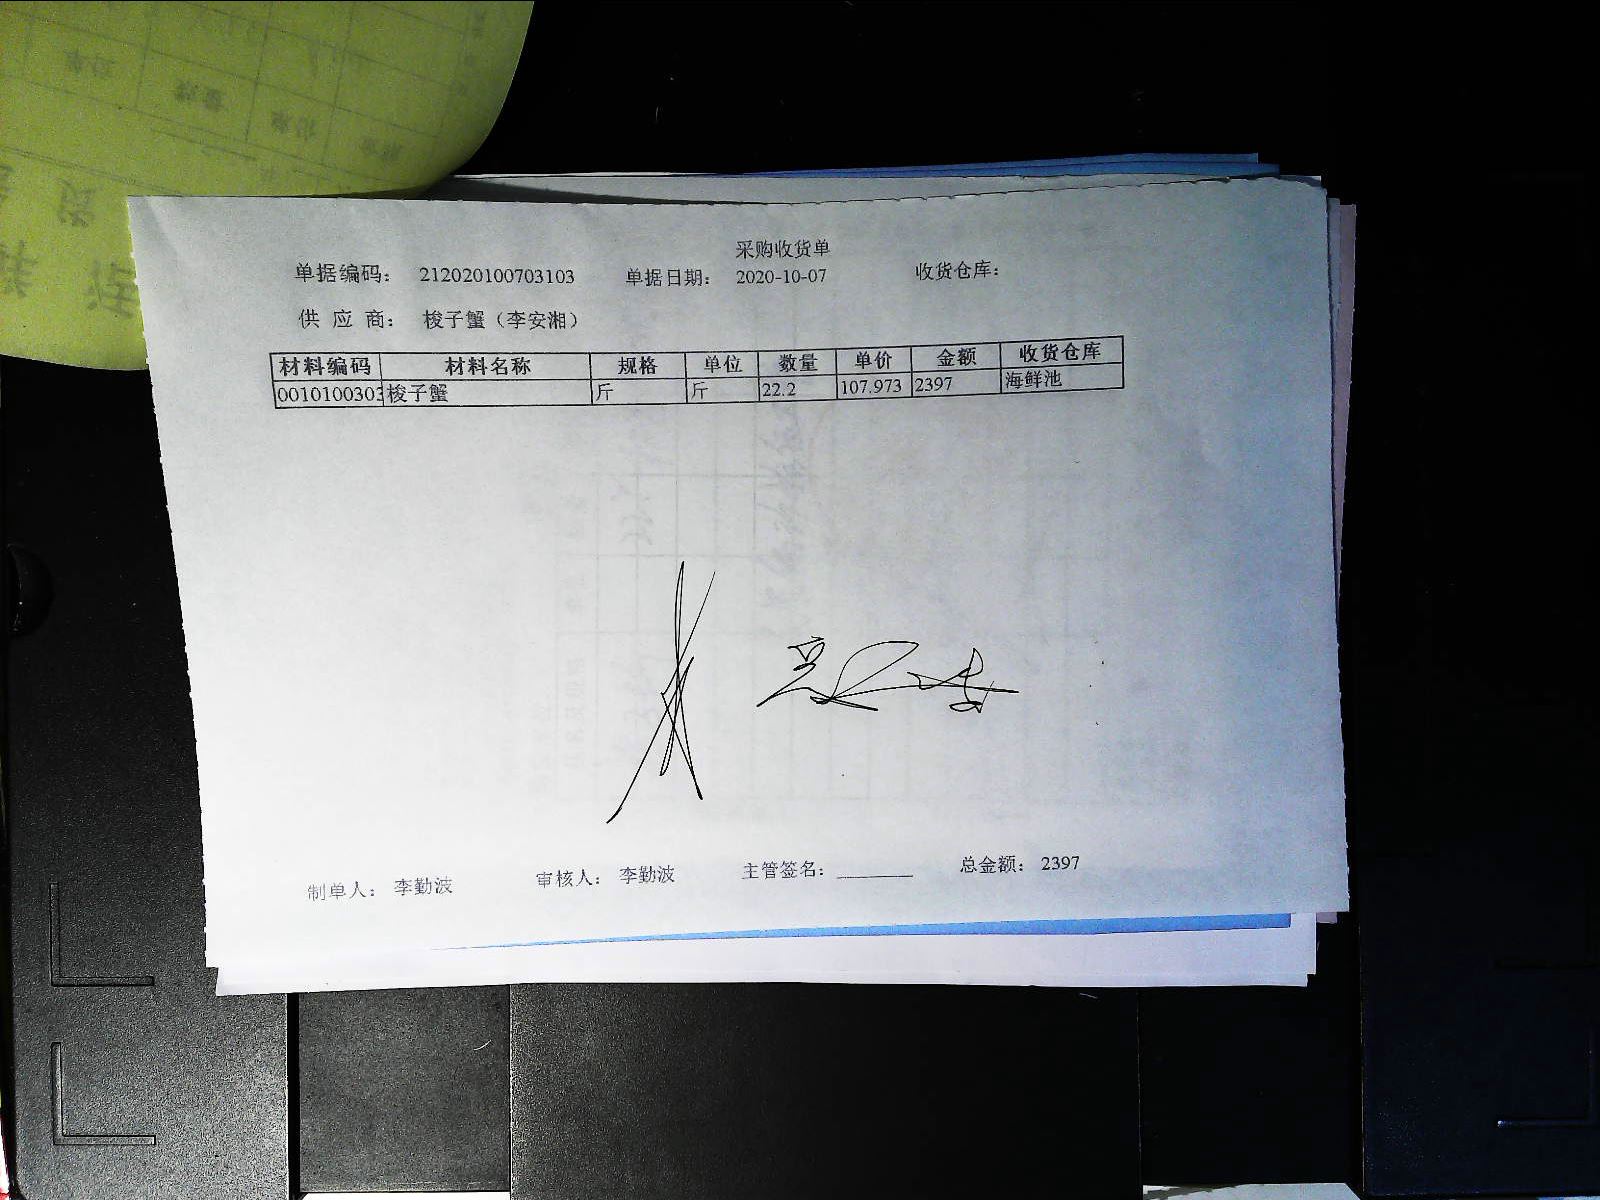 采购收货单
单据编码： 212020100703103 单据日期： 2020-10-07 收货仓库：
供 应 商： 梭子蟹（李安湘）
材料编码 材料名称 规格 单位 数量 单价 金额 收货仓库
0010100303 梭子蟹 斤 斤 22.2 107.973 2397 海鲜池
制单人： 李勤波 审核人： 李勤波 主管签名：________ 总金额： 2397